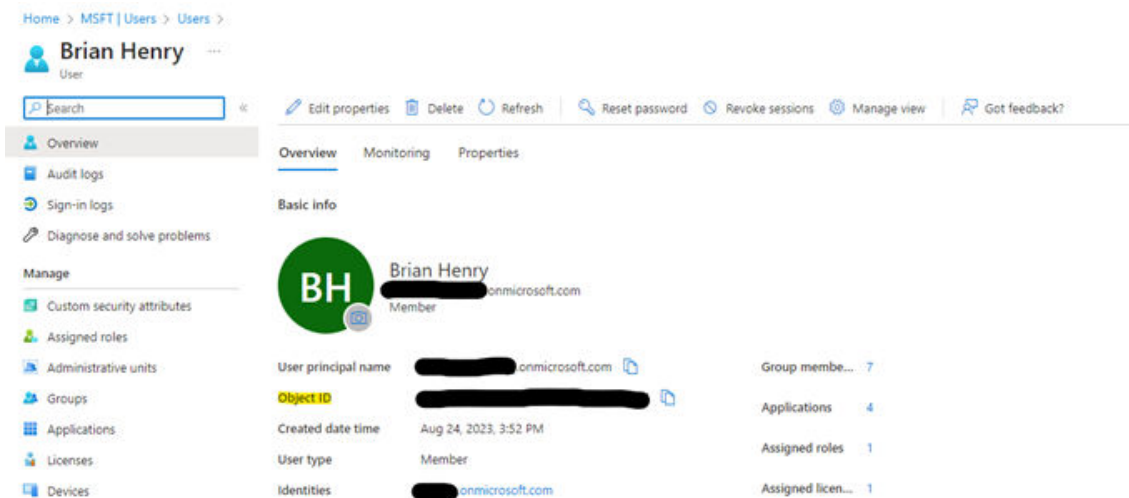 Home > MSFT | Users > Users >
Brian Henry ...
User
Search «
Edit properties Delete Refresh Reset password Revoke sessions Manage view Got feedback?
Overview
Audit logs
Sign-in logs
Diagnose and solve problems
Manage
Custom security attributes
Assigned roles
Administrative units
Groups
Applications
Licenses
Devices
Overview Monitoring Properties
Basic info
BH
Brian Henry
onmicrosoft.com
Member
User principal name .onmicrosoft.com
Object ID
Created date time Aug 24, 2023, 3:52 PM
User type Member
Identities .onmicrosoft.com
Group membe... 7
Applications 4
Assigned roles 1
Assigned licen... 1